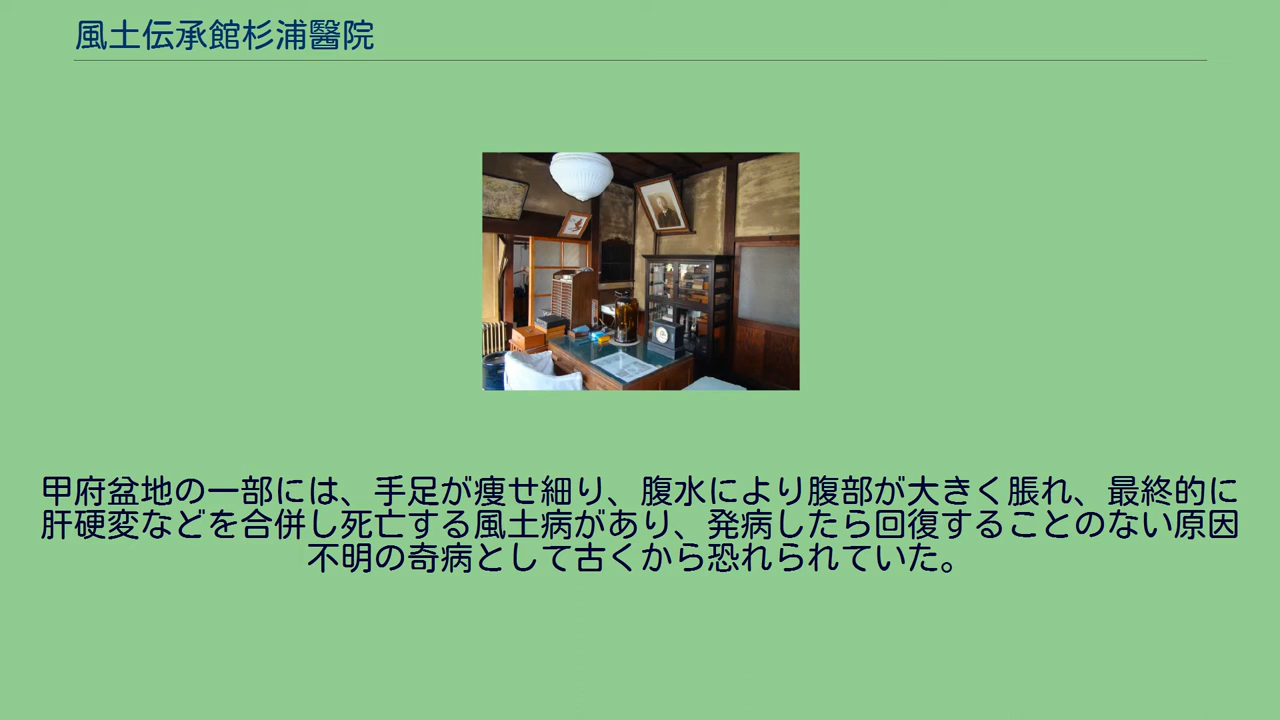 風土伝承館杉浦醫院
甲府盆地の一部には、手足が痩せ細り、腹水により腹部が大きく脹れ、最終的に
肝硬変などを合併し死亡する風土病があり、発病したら回復することのない原因
不明の奇病として古くから恐れられていた。